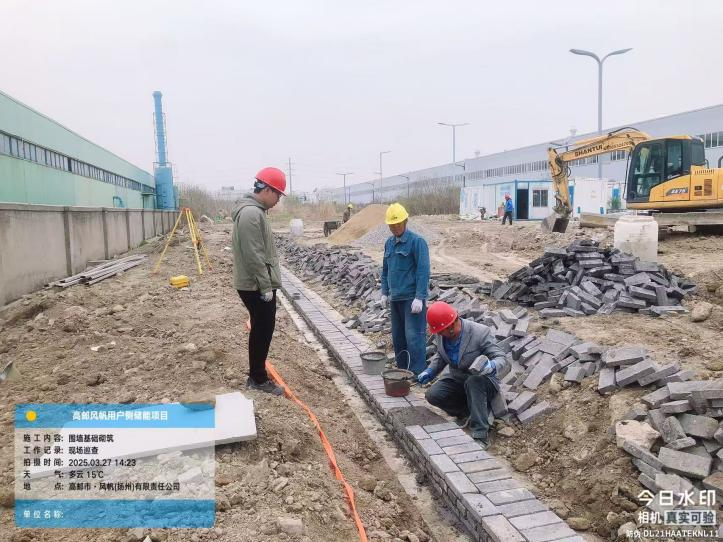 SHANTUI
高邮风帆用户侧储能项目
施工内容：围墙基础砌筑
工作记录：现场巡查
拍摄时间：2025.03.27 14:23
天 气：多云 15℃
地 点：高邮市·风帆(扬州)有限责任公司
单位名称：
今日水印
相机 真实可验
防伪 DL21HAATEKNL11